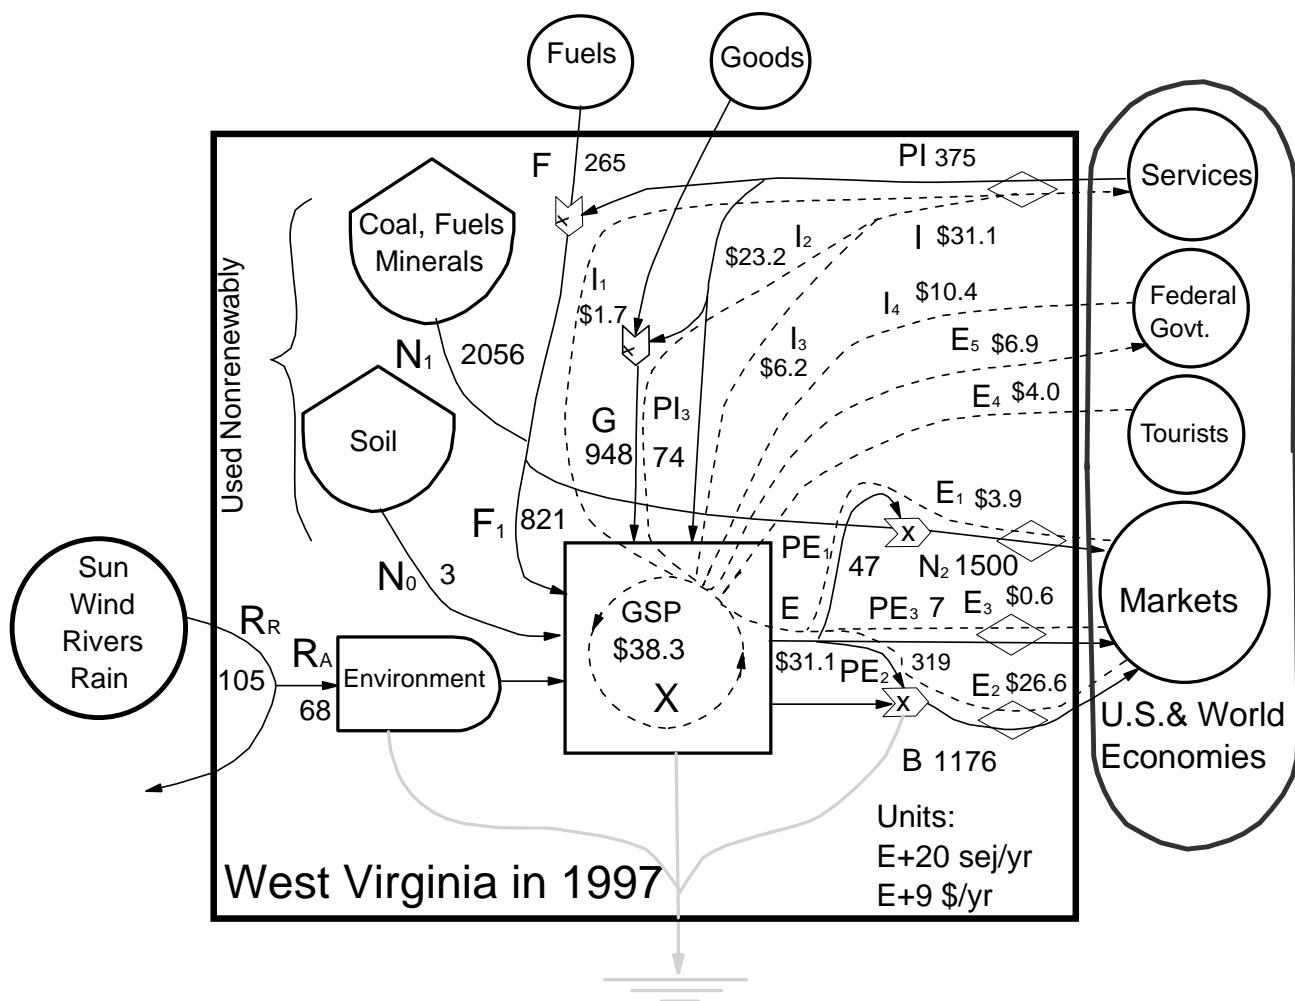 Fuels
Goods
F 265
PI 375
Services
Coal, Fuels
Minerals
I2
$23.2
I $31.1
I1
$1.7
I4 $10.4
Federal
Govt.
I3
$6.2
E5 $6.9
N1 2056
E4 $4.0
Used Nonrenewably
Soil
G
948
PI3
74
Tourists
F1 821
E1 $3.9
PE1
47
N2 1500
N0 3
Sun
Wind
Rivers
Rain
RR
105
RA
68
Environment
GSP
$38.3
X
E
$31.1
PE3 7
E3 $0.6
Markets
PE2
319
E2 $26.6
x
x
x
x
B 1176
U.S.& World
Economies
Units:
E+20 sej/yr
E+9 $/yr
West Virginia in 1997